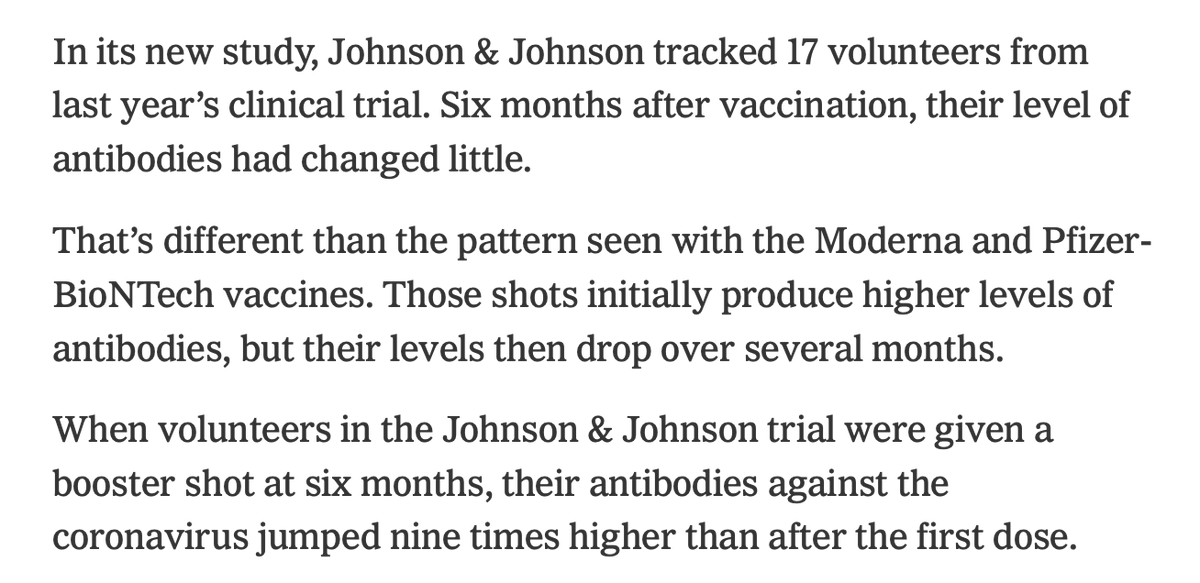 In its new study, Johnson & Johnson tracked 17 volunteers from
last year’s clinical trial. Six months after vaccination, their level of
antibodies had changed little.
That’s different than the pattern seen with the Moderna and Pfizer-
BioNTech vaccines. Those shots initially produce higher levels of
antibodies, but their levels then drop over several months.
When volunteers in the Johnson & Johnson trial were given a
booster shot at six months, their antibodies against the
coronavirus jumped nine times higher than after the first dose.